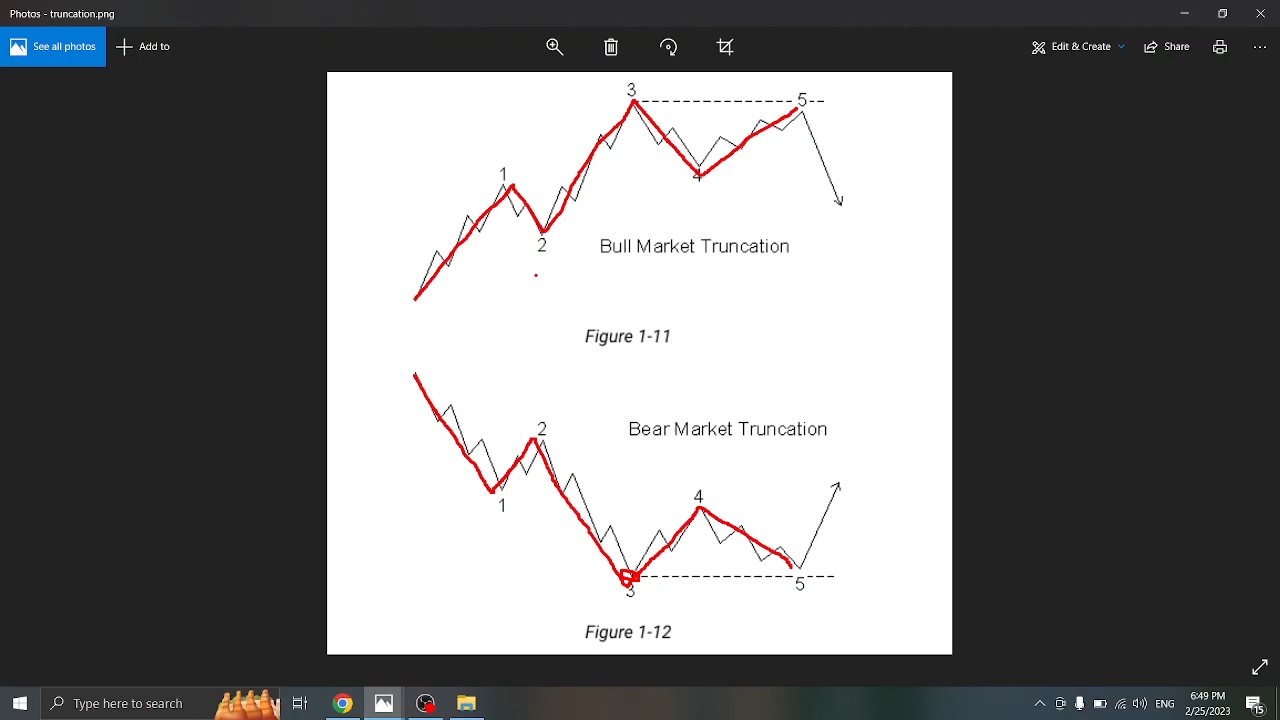 Photos - truncation.png
See all photos
Add to
Edit & Create
Share
3
5
1
4
2
Bull Market Truncation
Figure 1-11
2
Bear Market Truncation
4
1
3
5
Figure 1-12
Type here to search
6:49 PM
2/25/2023